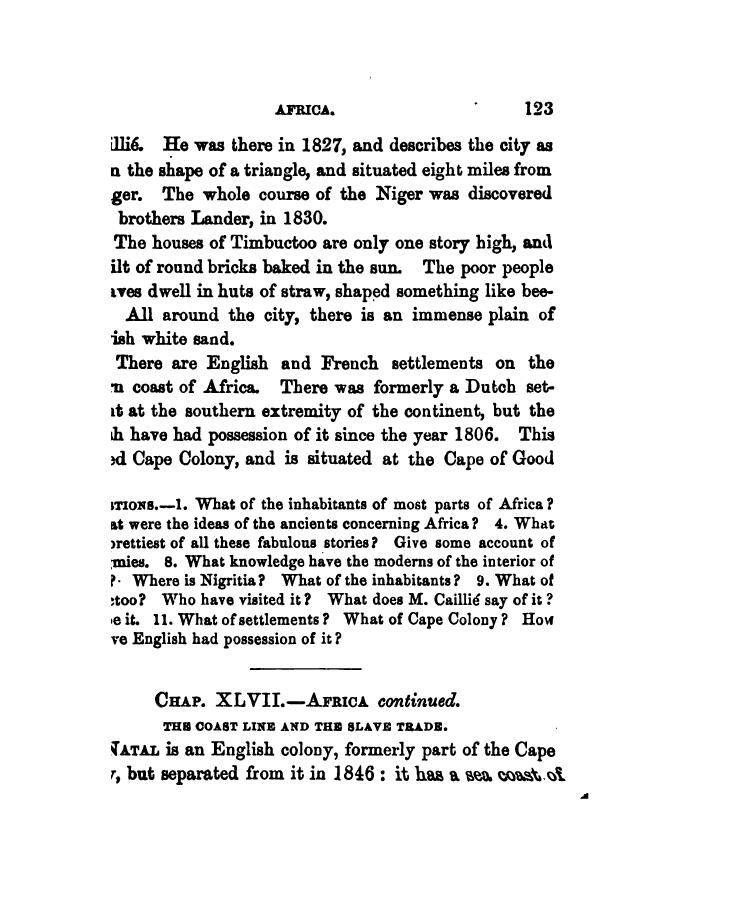 AFRICA. 123
illié. He was there in 1827, and describes the city as
n the shape of a triangle, and situated eight miles from
ger. The whole course of the Niger was discovered
brothers Lander, in 1830.
The houses of Timbuctoo are only one story high, and
ilt of round bricks baked in the sun. The poor people
aves dwell in huts of straw, shaped something like bee-
All around the city, there is an immense plain of
ish white sand.
There are English and French settlements on the
rn coast of Africa. There was formerly a Dutch set-
nt at the southern extremity of the continent, but the
sh have had possession of it since the year 1806. This
ed Cape Colony, and is situated at the Cape of Good
STIONS.—1. What of the inhabitants of most parts of Africa?
at were the ideas of the ancients concerning Africa? 4. What
prettiest of all these fabulous stories? Give some account of
gmies. 8. What knowledge have the moderns of the interior of
? Where is Nigritia? What of the inhabitants? 9. What of
ctoo? Who have visited it? What does M. Caillié say of it?
e it. 11. What of settlements? What of Cape Colony? How
ve English had possession of it?
CHAP. XLVII.—AFRICA continued.
THE COAST LINE AND THE SLAVE TRADE.
NATAL is an English colony, formerly part of the Cape
y, but separated from it in 1846: it has a sea coast of